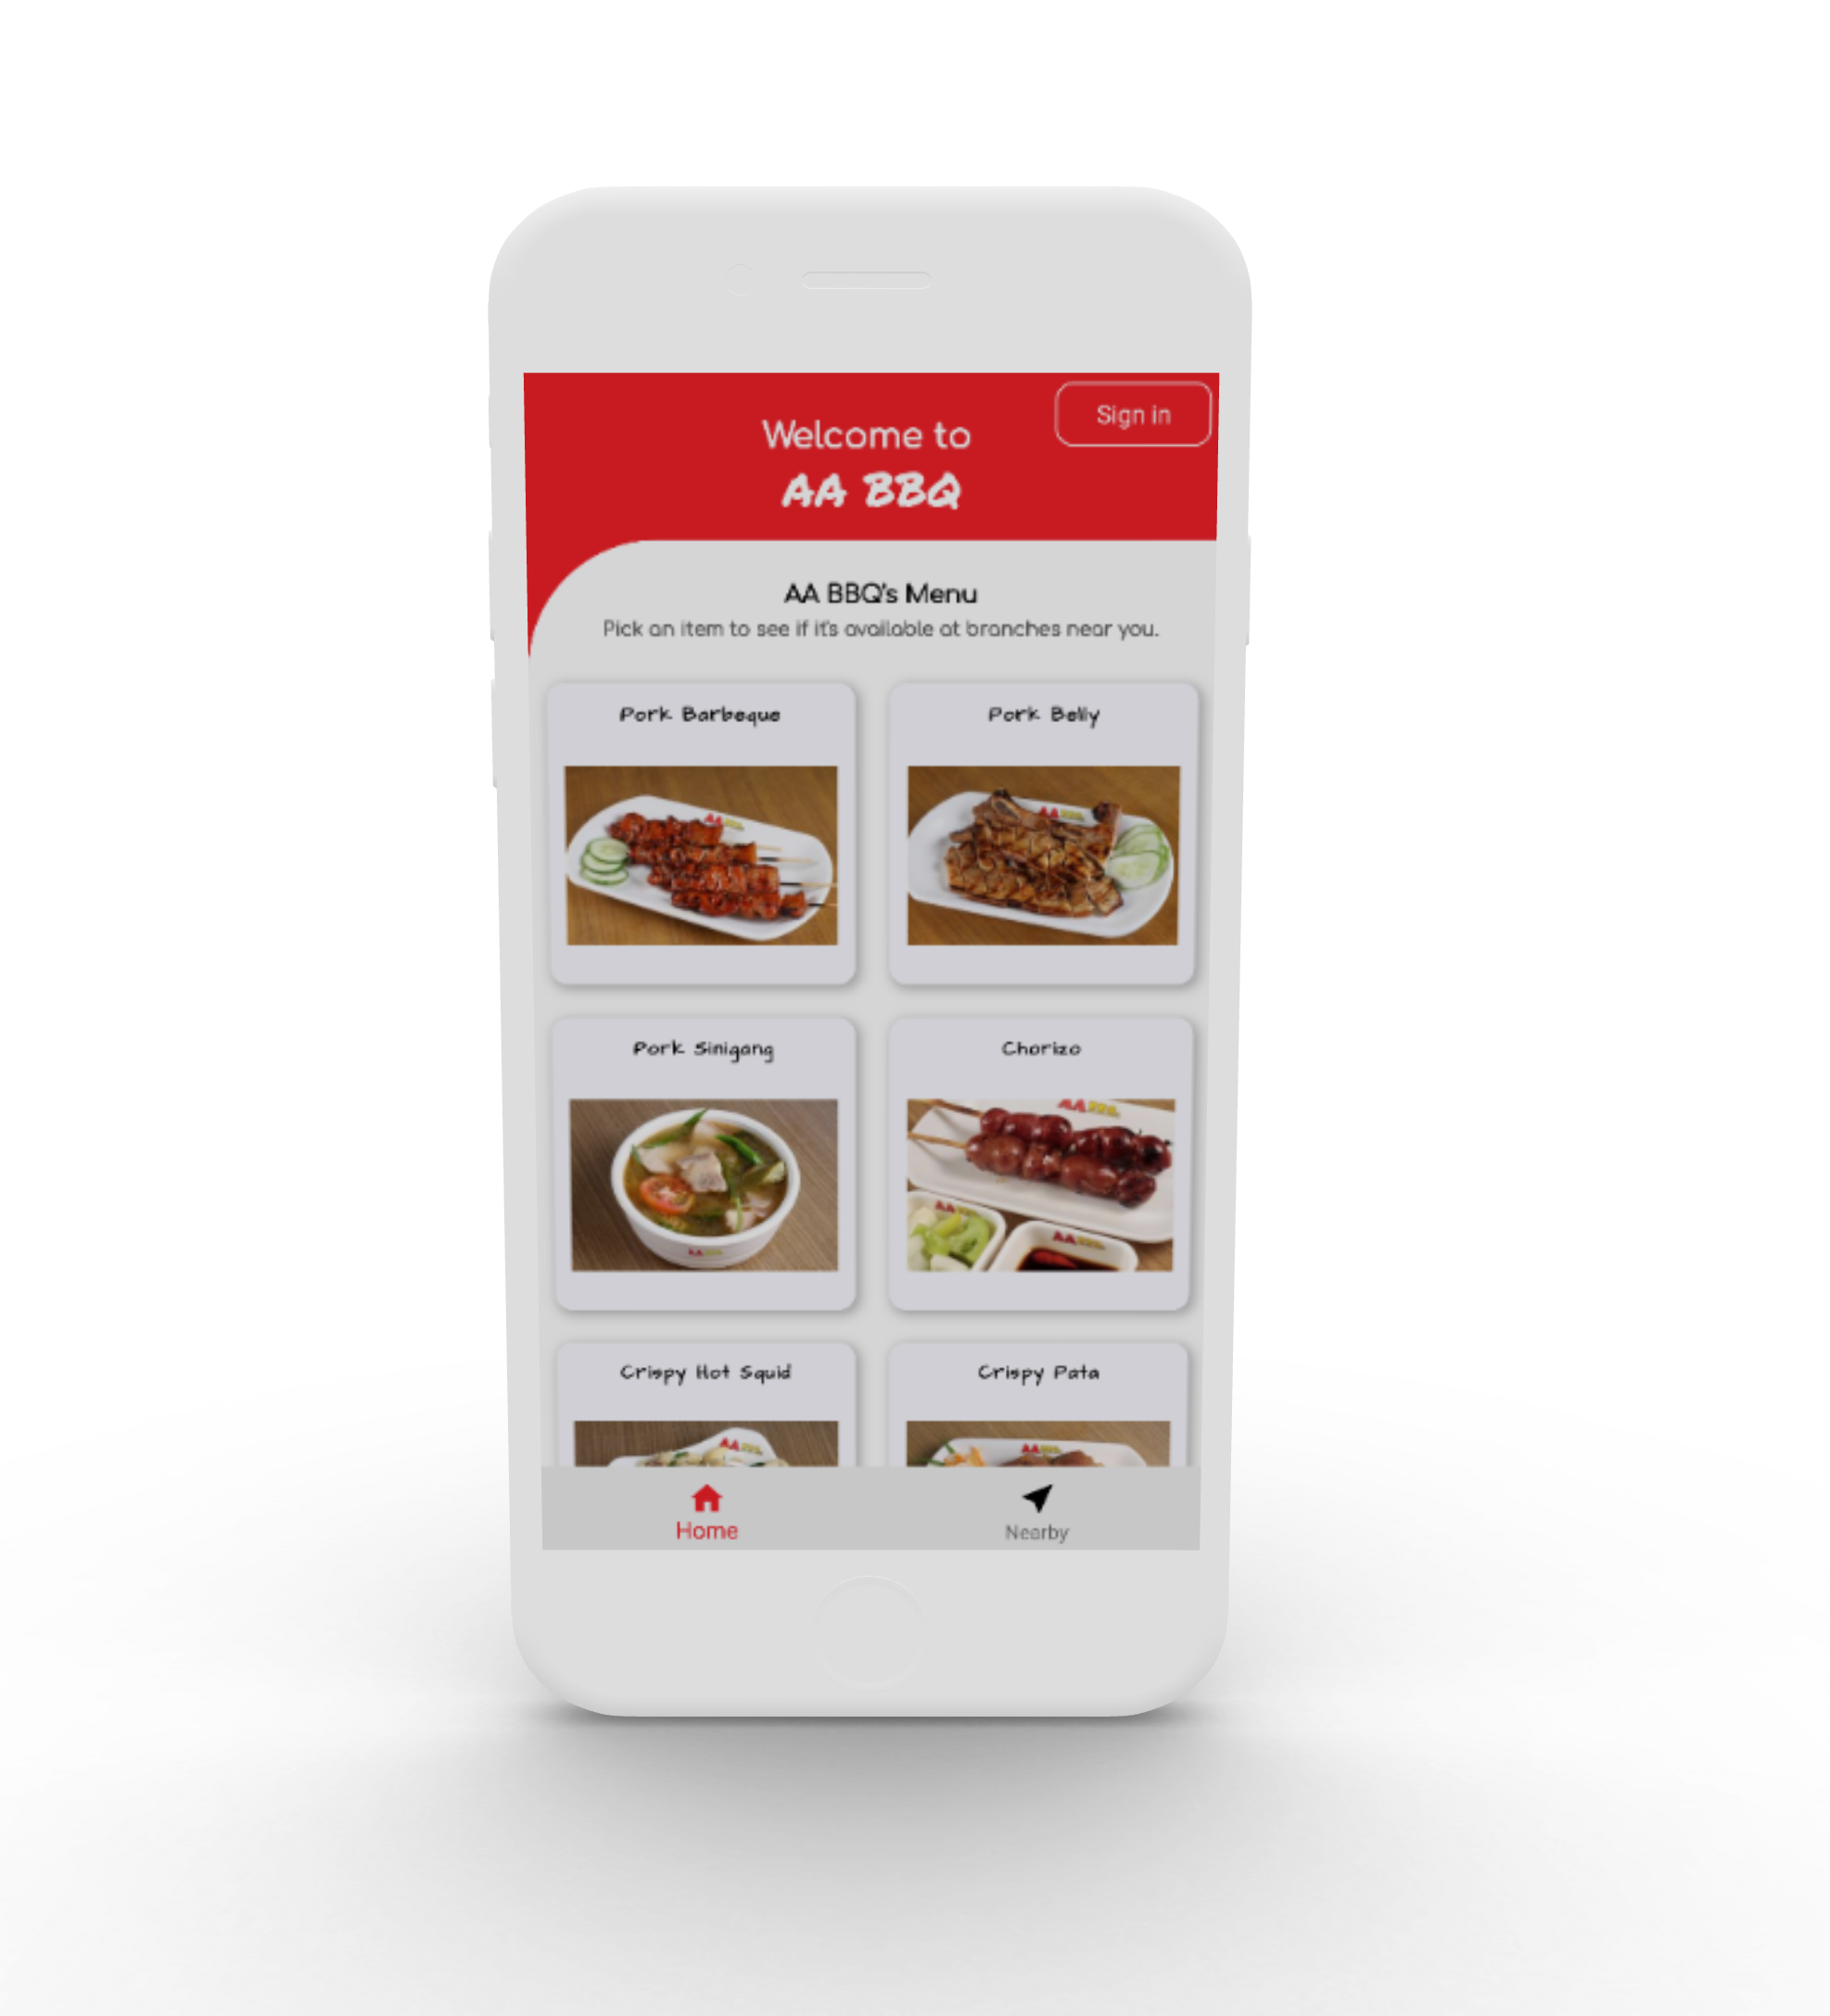 Sign in
Welcome to
AA BBQ
AA BBQ's Menu
Pick an item to see if it's available at branches near you.
Pork Barbeque
Pork Belly
Pork Sinigang
Chorizo
Crispy Hot Squid
Crispy Pata
Home
Nearby